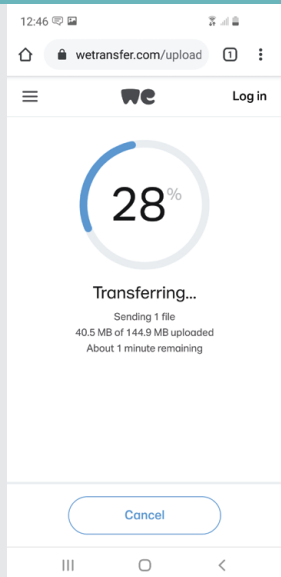 12:46
wetransfer.com/upload
1
we
Log in
28%
Transferring...
Sending 1 file
40.5 MB of 144.9 MB uploaded
About 1 minute remaining
Cancel